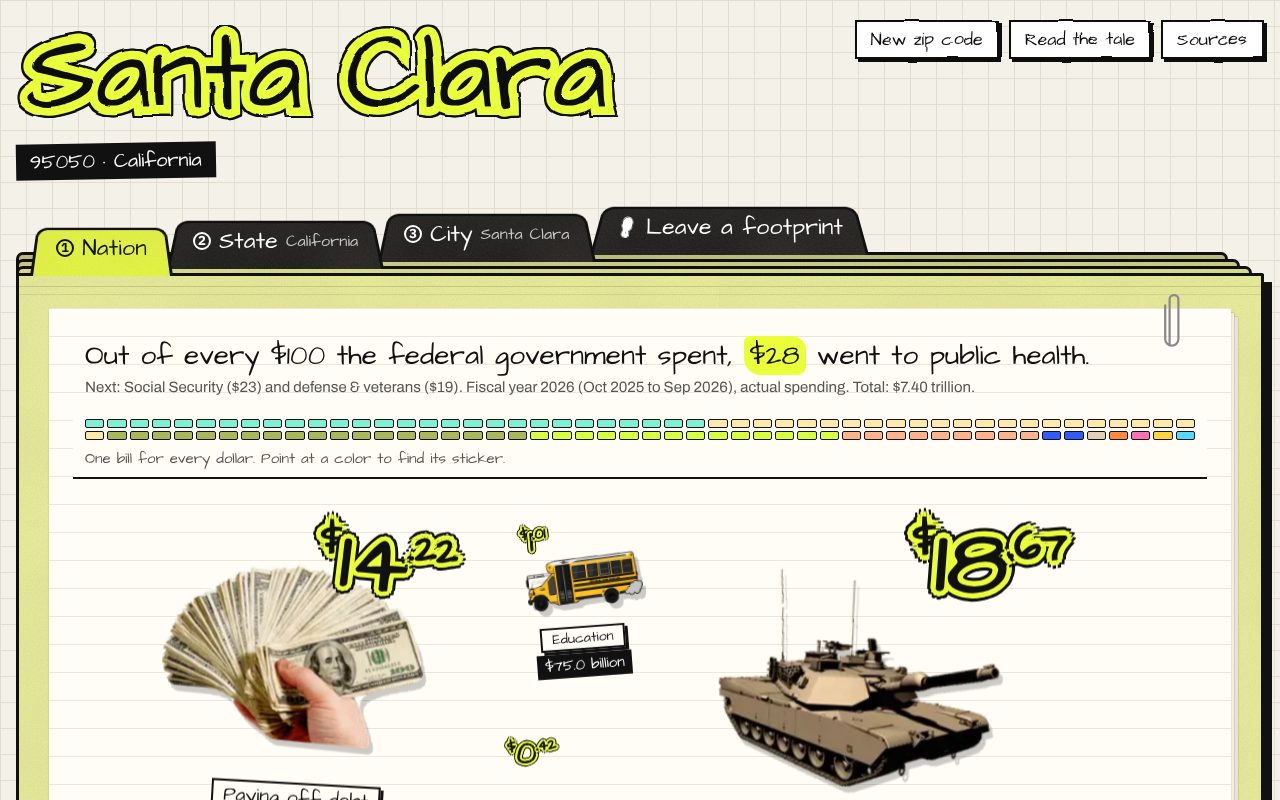 Santa Clara
New zip code
Read the tale
Sources
95050 · California
① Nation
② State California
③ City Santa Clara
Leave a footprint
Out of every $100 the federal government spent, $28 went to public health.
Next: Social Security ($23) and defense & veterans ($19). Fiscal year 2026 (Oct 2025 to Sep 2026), actual spending. Total: $7.40 trillion.
One bill for every dollar. Point at a color to find its sticker.
$14.22
$1.01
$18.67
Education
$75.0 billion
$0.42
Paying off debt